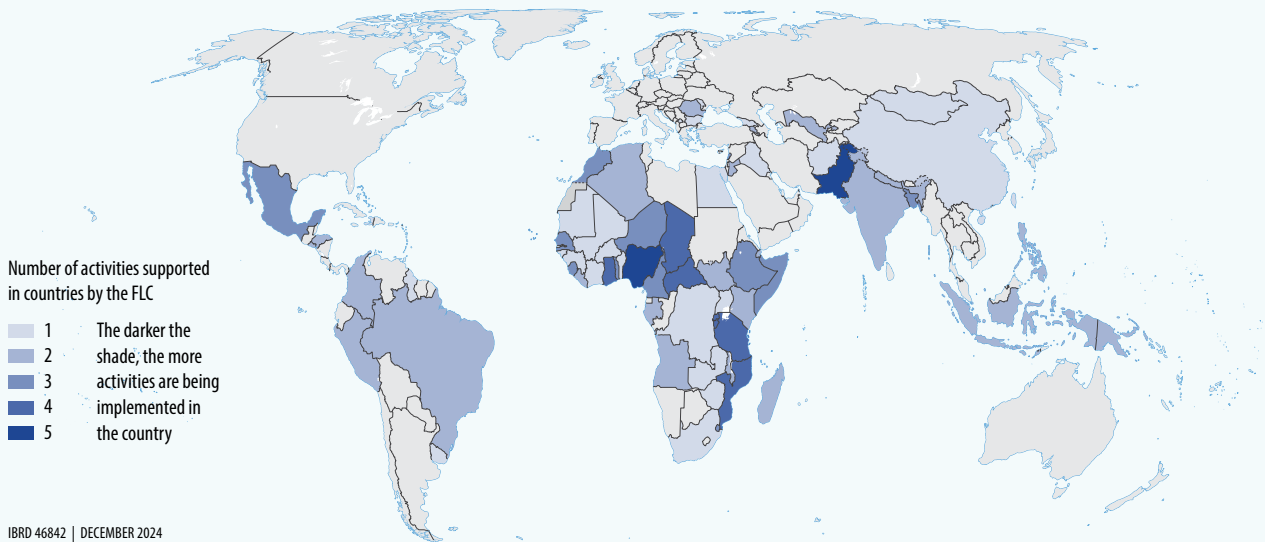 Number of activities supported
in countries by the FLC
1 The darker the
2 shade, the more
3 activities are being
4 implemented in
5 the country
IBRD 46842 | DECEMBER 2024